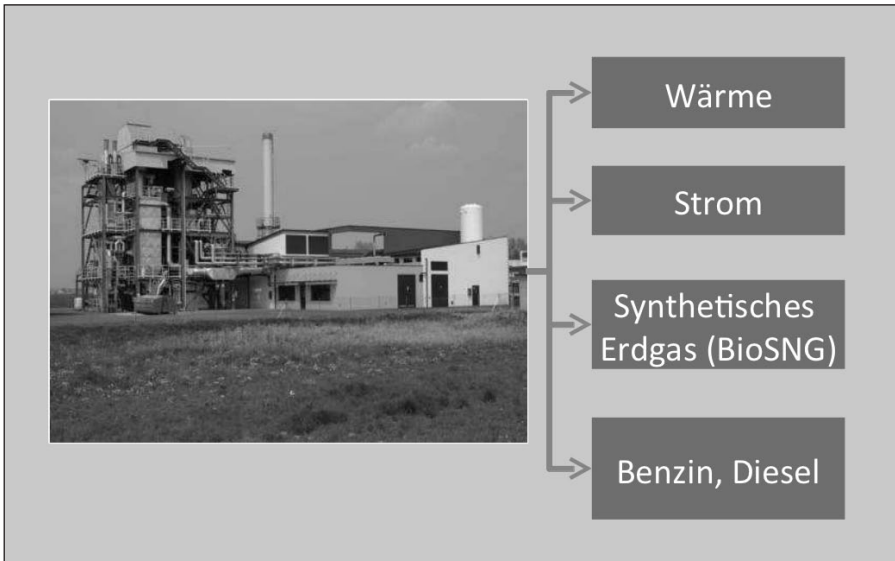 Wärme
Strom
Synthetisches
Erdgas (BioSNG)
Benzin, Diesel